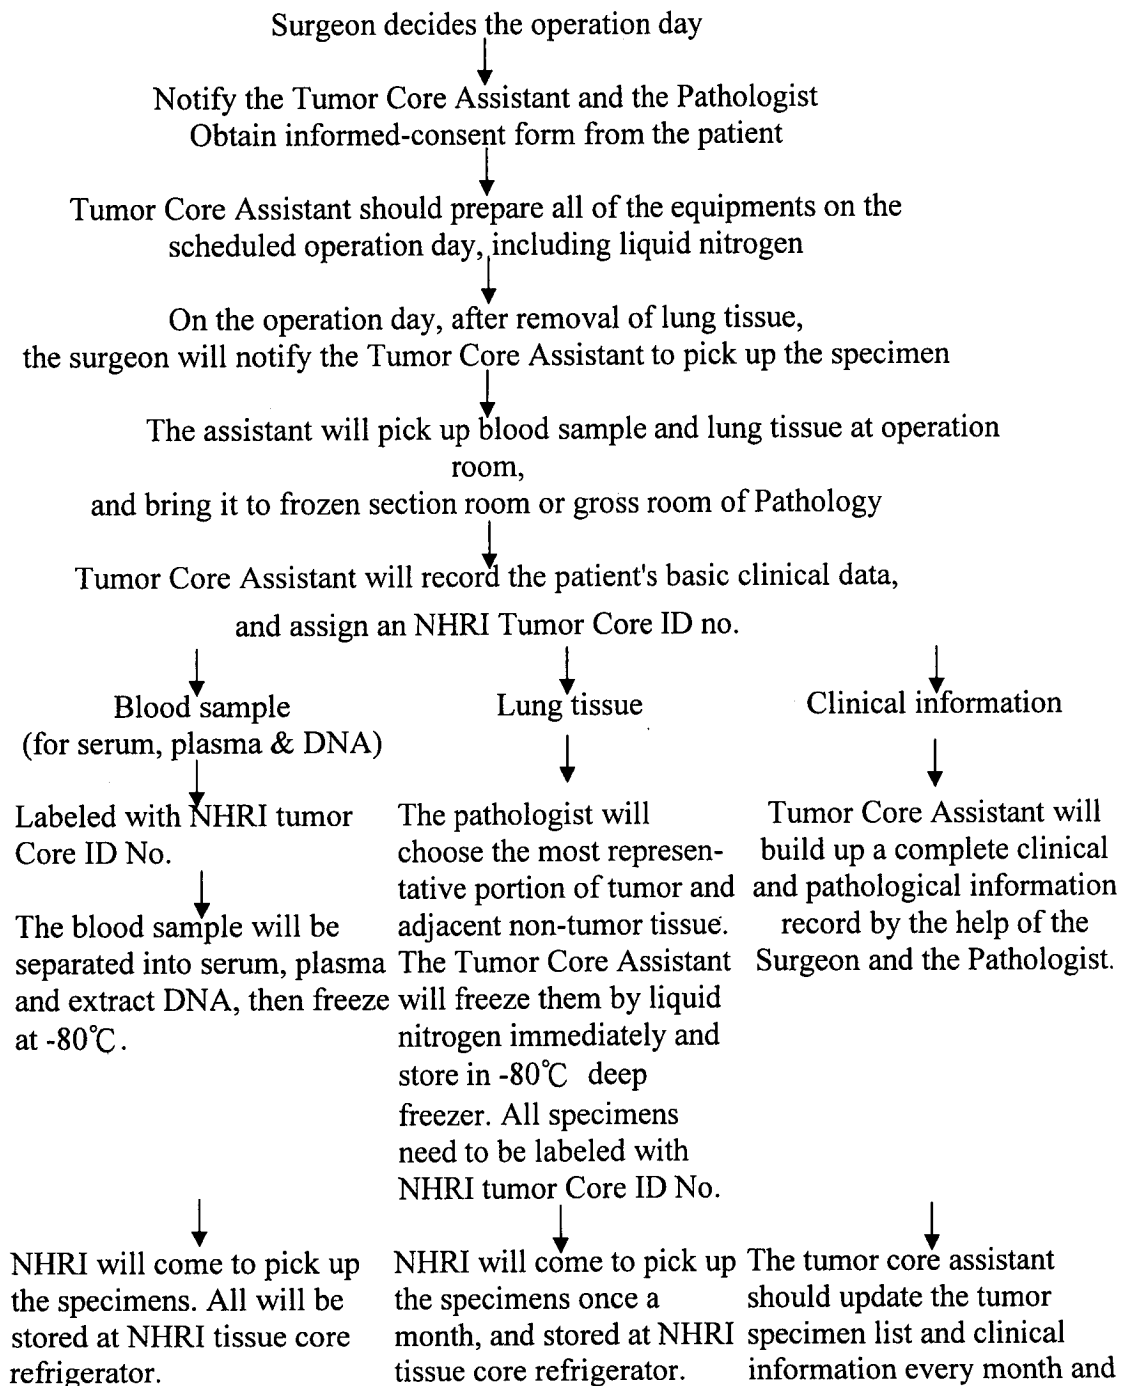 Surgeon decides the operation day
Notify the Tumor Core Assistant and the Pathologist
Obtain informed-consent form from the patient
Tumor Core Assistant should prepare all of the equipments on the
scheduled operation day, including liquid nitrogen
On the operation day, after removal of lung tissue,
the surgeon will notify the Tumor Core Assistant to pick up the specimen
The assistant will pick up blood sample and lung tissue at operation
room,
and bring it to frozen section room or gross room of Pathology
Tumor Core Assistant will record the patient's basic clinical data,
and assign an NHRI Tumor Core ID no.
Blood sample
(for serum, plasma & DNA)
Labeled with NHRI tumor
Core ID No.
The blood sample will be
separated into serum, plasma
and extract DNA, then freeze
at -80℃.
NHRI will come to pick up
the specimens. All will be
stored at NHRI tissue core
refrigerator.
Lung tissue
The pathologist will
choose the most represen-
tative portion of tumor and
adjacent non-tumor tissue.
The Tumor Core Assistant
will freeze them by liquid
nitrogen immediately and
store in -80℃ deep
freezer. All specimens
need to be labeled with
NHRI tumor Core ID No.
NHRI will come to pick up
the specimens once a
month, and stored at NHRI
tissue core refrigerator.
Clinical information
Tumor Core Assistant will
build up a complete clinical
and pathological information
record by the help of the
Surgeon and the Pathologist.
The tumor core assistant
should update the tumor
specimen list and clinical
information every month and